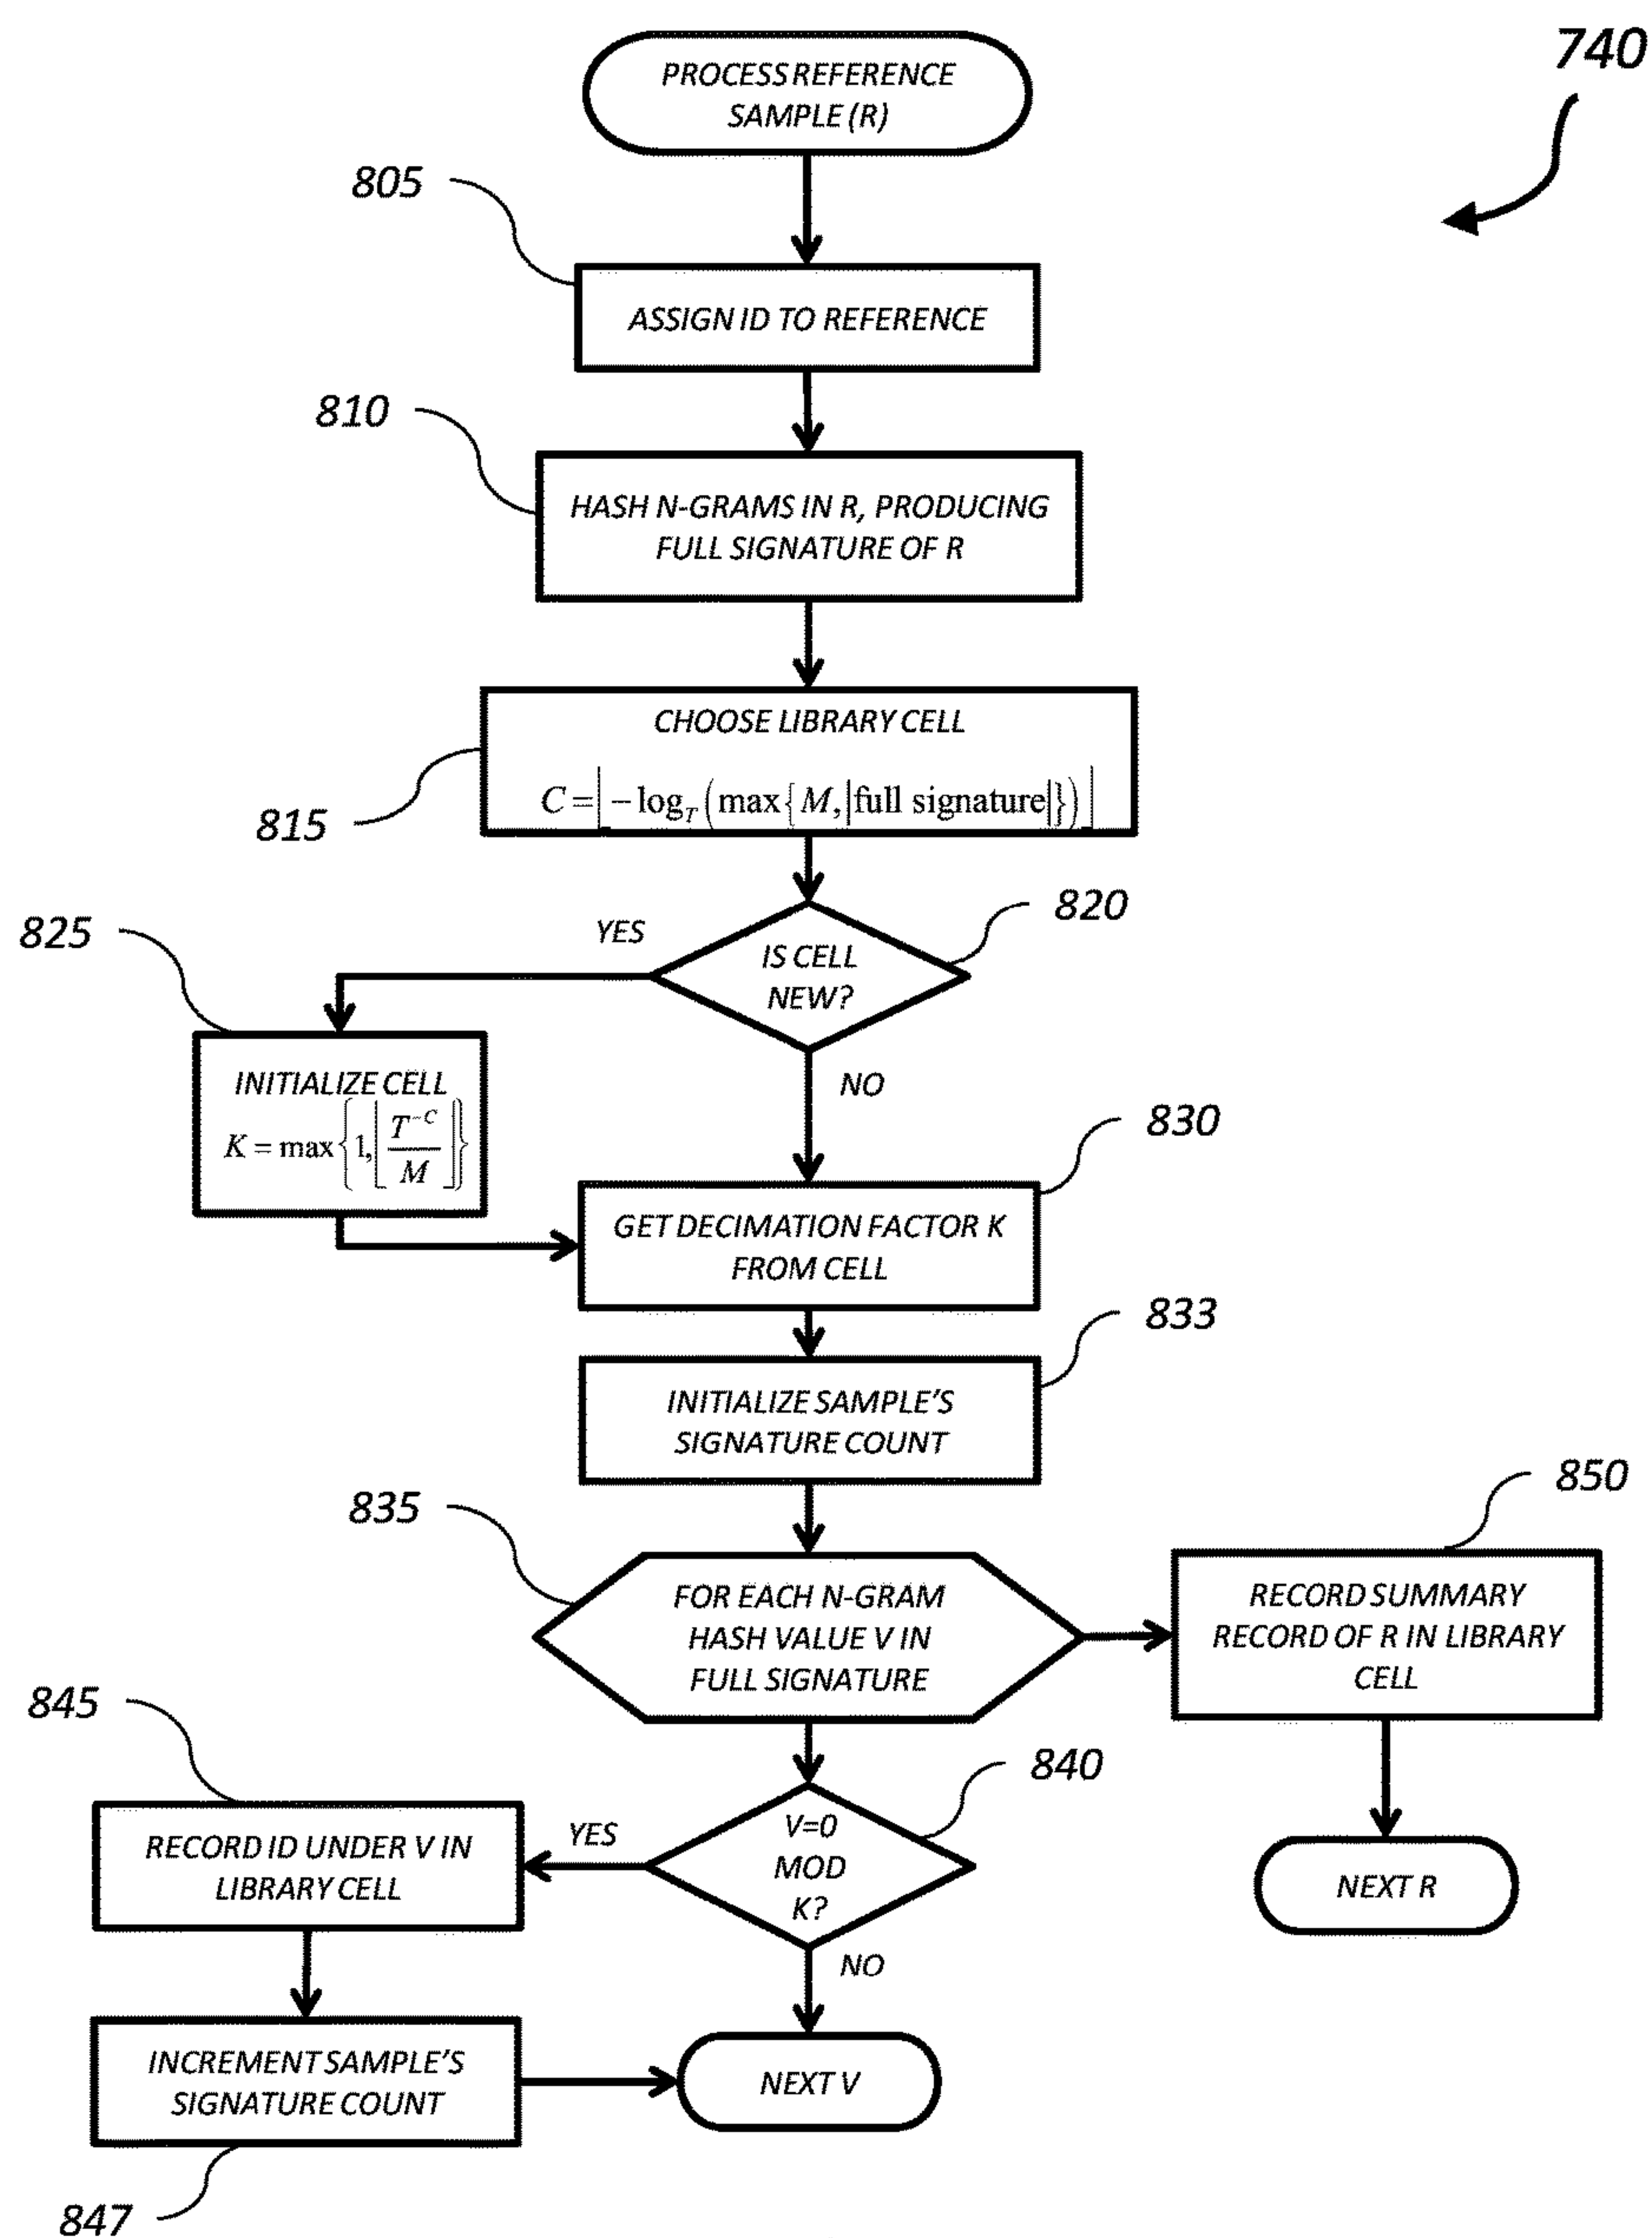 740
PROCESS REFERENCE
SAMPLE (R)
805
ASSIGN ID TO REFERENCE
810
HASH N-GRAMS IN R, PRODUCING
FULL SIGNATURE OF R
CHOOSE LIBRARY CELL
C = ⌊−log_T (max{M, |full signature|})⌋
815
820
IS CELL
NEW?
YES
NO
825
INITIALIZE CELL
K = max{1, ⌊T^−C / M⌋}
830
GET DECIMATION FACTOR K
FROM CELL
833
INITIALIZE SAMPLE'S
SIGNATURE COUNT
835
FOR EACH N-GRAM
HASH VALUE V IN
FULL SIGNATURE
850
RECORD SUMMARY
RECORD OF R IN LIBRARY
CELL
NEXT R
840
V=0
MOD
K?
YES
NO
845
RECORD ID UNDER V IN
LIBRARY CELL
INCREMENT SAMPLE'S
SIGNATURE COUNT
847
NEXT V